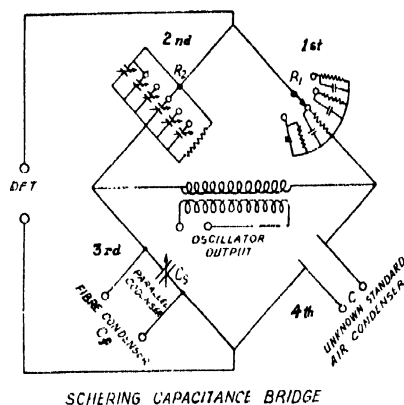 2nd
1st
R2
R1
DET
OSCILLATOR
OUTPUT
3rd
CS
PARALLEL
CONDENSER
FIBRE CONDENSER
Cf
4th
C
UNKNOWN STANDARD
AIR CONDENSER
SCHERING CAPACITANCE BRIDGE